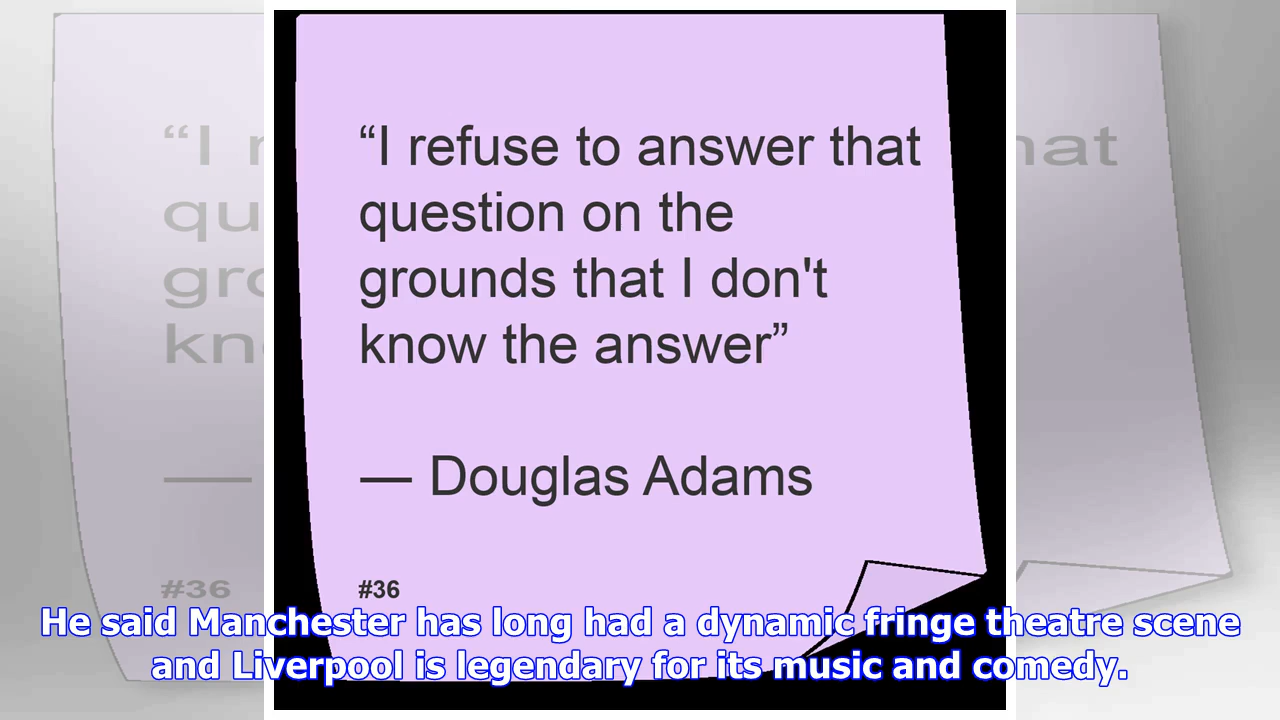 “I refuse to answer that
question on the
grounds that I don't
know the answer”
— Douglas Adams
#36
He said Manchester has long had a dynamic fringe theatre scene
and Liverpool is legendary for its music and comedy.